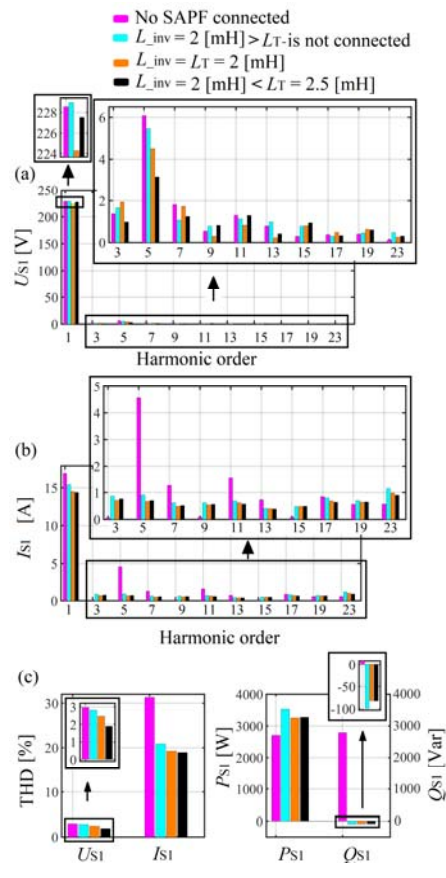 No SAPF connected
L_inv = 2 [mH] > LT- is not connected
L_inv = LT = 2 [mH]
L_inv = 2 [mH] < LT = 2.5 [mH]
228
226
224
6
4
2
0
3 5 7 9 11 13 15 17 19 21 23
(a)
250
200
150
100
50
0
US1 [V]
1 3 5 7 9 11 13 15 17 19 21 23
Harmonic order
5
4
3
2
1
0
3 5 7 9 11 13 15 17 19 23
(b)
15
10
5
0
IS1 [A]
1 3 5 7 9 11 13 15 17 19 23
Harmonic order
(c)
30
20
10
0
THD [%]
3
2
1
0
US1 IS1
4000
3000
2000
1000
0
PS1 [W]
0
-50
-100
4000
3000
2000
1000
0
QS1 [Var]
PS1 QS1